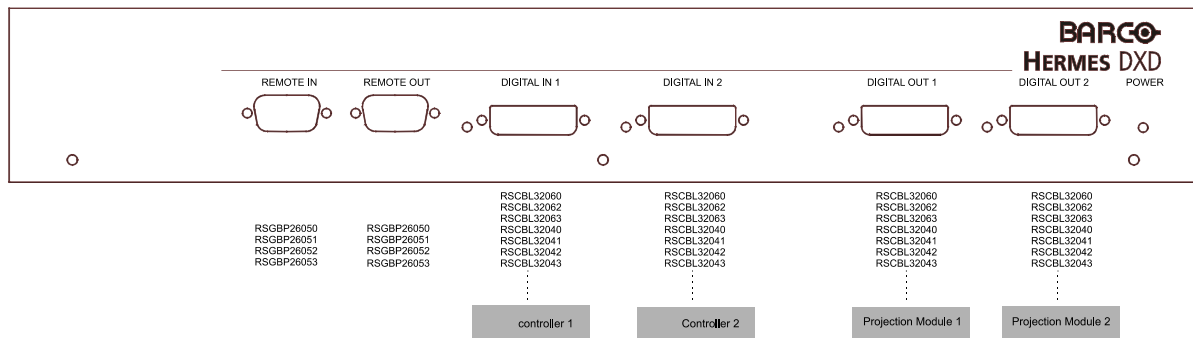 BARCO
HERMES DXD
REMOTE IN
REMOTE OUT
DIGITAL IN 1
DIGITAL IN 2
DIGITAL OUT 1
DIGITAL OUT 2
POWER
RSGBP26050
RSGBP26051
RSGBP26052
RSGBP26053
RSGBP26050
RSGBP26051
RSGBP26052
RSGBP26053
RSCBL32060
RSCBL32062
RSCBL32063
RSCBL32040
RSCBL32041
RSCBL32042
RSCBL32043
RSCBL32060
RSCBL32062
RSCBL32063
RSCBL32040
RSCBL32041
RSCBL32042
RSCBL32043
RSCBL32060
RSCBL32062
RSCBL32063
RSCBL32040
RSCBL32041
RSCBL32042
RSCBL32043
RSCBL32060
RSCBL32062
RSCBL32063
RSCBL32040
RSCBL32041
RSCBL32042
RSCBL32043
controller 1
Controller 2
Projection Module 1
Projection Module 2